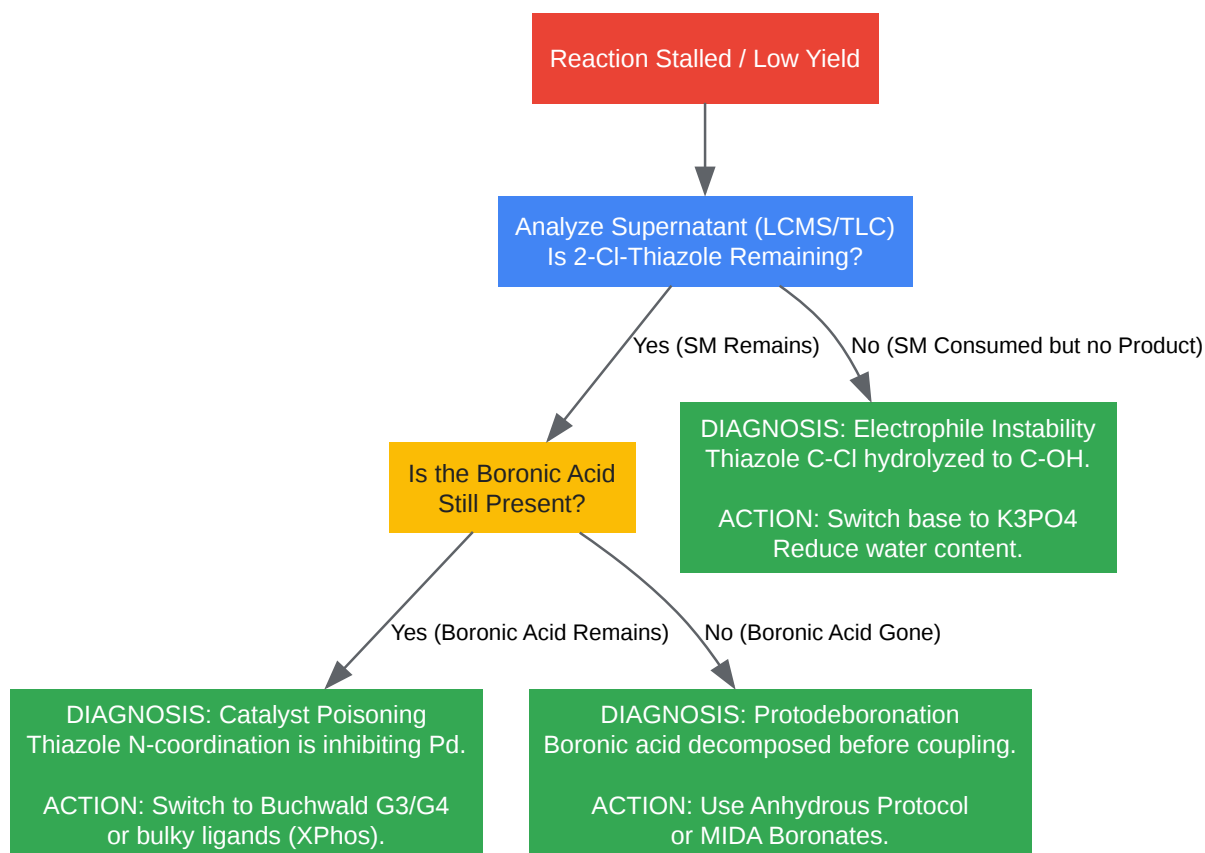 Reaction Stalled / Low Yield
Analyze Supernatant (LCMS/TLC)
Is 2-Cl-Thiazole Remaining?
Yes (SM Remains)
No (SM Consumed but no Product)
DIAGNOSIS: Electrophile Instability
Thiazole C-Cl hydrolyzed to C-OH.
ACTION: Switch base to K3PO4
Reduce water content.
Is the Boronic Acid
Still Present?
Yes (Boronic Acid Remains)
No (Boronic Acid Gone)
DIAGNOSIS: Catalyst Poisoning
Thiazole N-coordination is inhibiting Pd.
ACTION: Switch to Buchwald G3/G4
or bulky ligands (XPhos).
DIAGNOSIS: Protodeboronation
Boronic acid decomposed before coupling.
ACTION: Use Anhydrous Protocol
or MIDA Boronates.